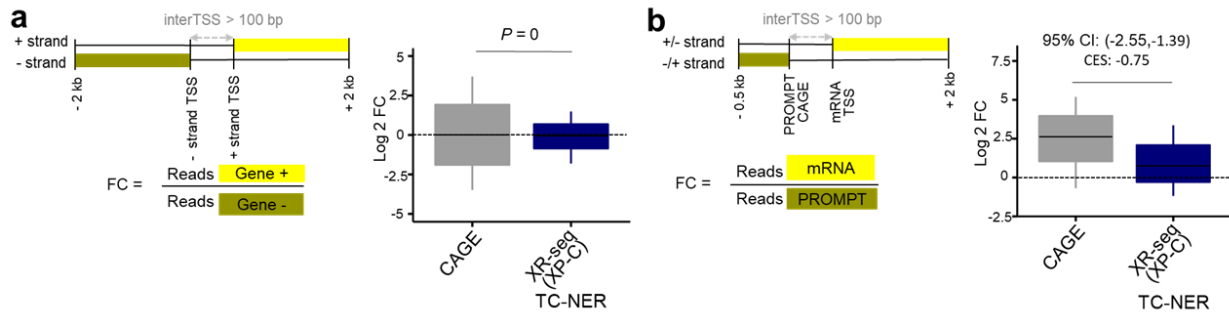 a
interTSS > 100 bp
+ strand
- strand
- 2 kb
- strand TSS
+ strand TSS
+ 2 kb
FC =
Reads Gene +
Reads Gene -
P = 0
Log 2 FC
5
2.5
0
-2.5
-5
CAGE
XR-seq
(XP-C)
TC-NER
b
interTSS > 100 bp
+/- strand
-/+ strand
- 0.5 kb
PROMPT
CAGE
mRNA
TSS
+ 2 kb
FC =
Reads mRNA
Reads PROMPT
95% CI: (-2.55,-1.39)
CES: -0.75
Log 2 FC
7.5
5
2.5
0
-2.5
CAGE
XR-seq
(XP-C)
TC-NER